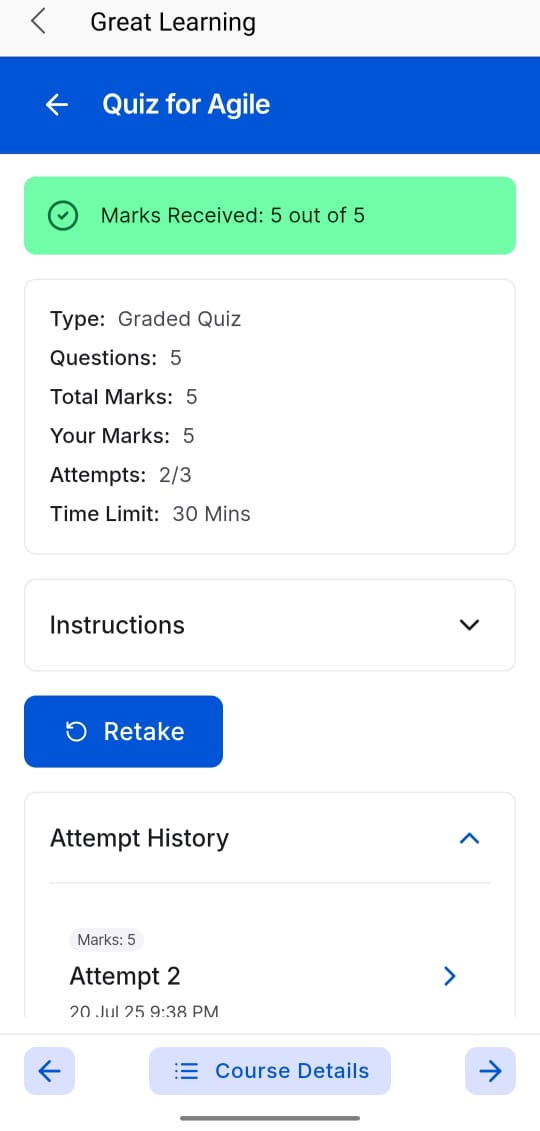 Great Learning
Quiz for Agile
Marks Received: 5 out of 5
Type: Graded Quiz
Questions: 5
Total Marks: 5
Your Marks: 5
Attempts: 2/3
Time Limit: 30 Mins
Instructions
Retake
Attempt History
Marks: 5
Attempt 2
20 Jul 25 9:38 PM
Course Details